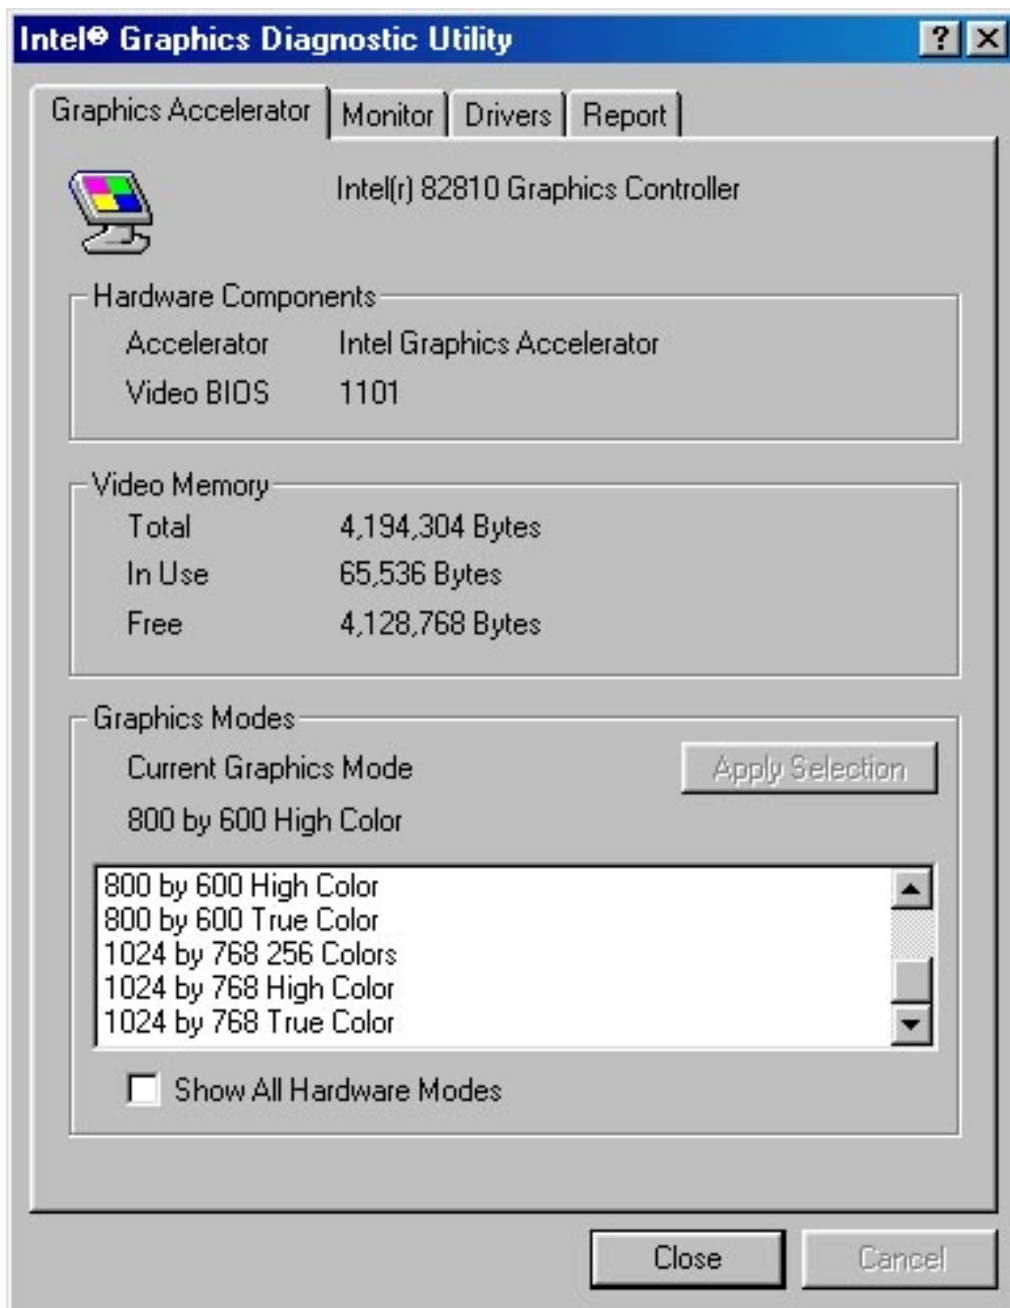 Intel® Graphics Diagnostic Utility
Graphics Accelerator Monitor Drivers Report
Intel(r) 82810 Graphics Controller
Hardware Components
Accelerator Intel Graphics Accelerator
Video BIOS 1101
Video Memory
Total 4,194,304 Bytes
In Use 65,536 Bytes
Free 4,128,768 Bytes
Graphics Modes
Current Graphics Mode Apply Selection
800 by 600 High Color
800 by 600 High Color
800 by 600 True Color
1024 by 768 256 Colors
1024 by 768 High Color
1024 by 768 True Color
Show All Hardware Modes
Close Cancel